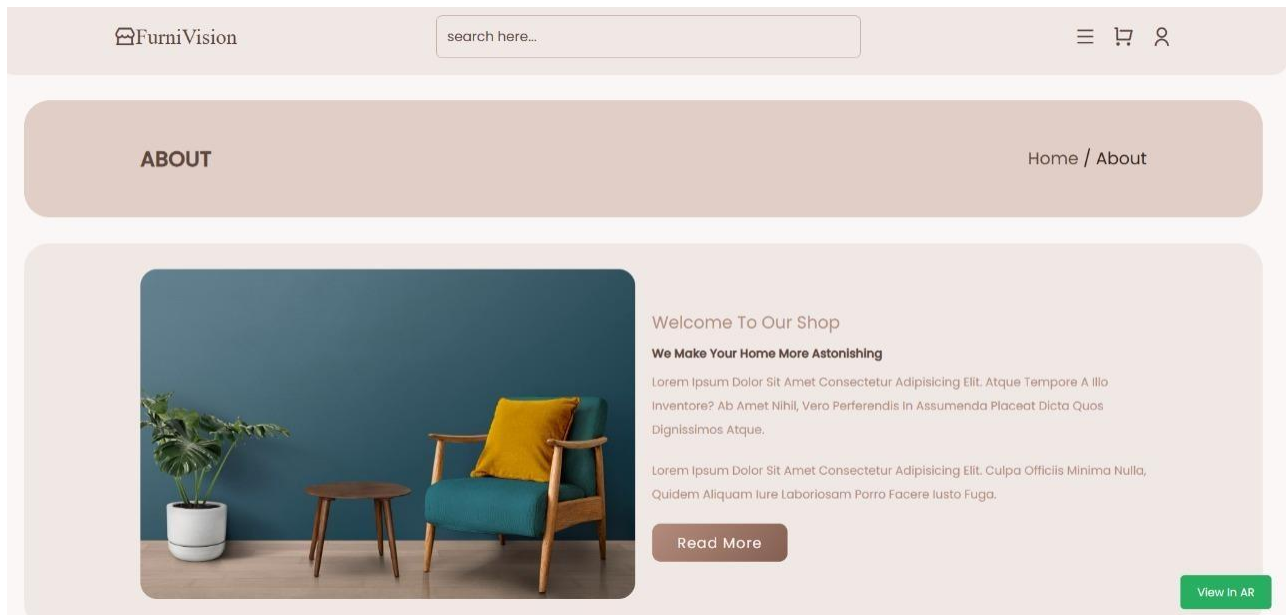 FurniVision
search here...
ABOUT
Home / About
Welcome To Our Shop
We Make Your Home More Astonishing
Lorem Ipsum Dolor Sit Amet Consectetur Adipisicing Elit. Atque Tempore A Illo
Inventore? Ab Amet Nihil, Vero Perferendis In Assumenda Placeat Dicta Quos
Dignissimos Atque.
Lorem Ipsum Dolor Sit Amet Consectetur Adipisicing Elit. Culpa Officiis Minima Nulla,
Quidem Aliquam Iure Laboriosam Porro Facere Iusto Fuga.
Read More
View In AR